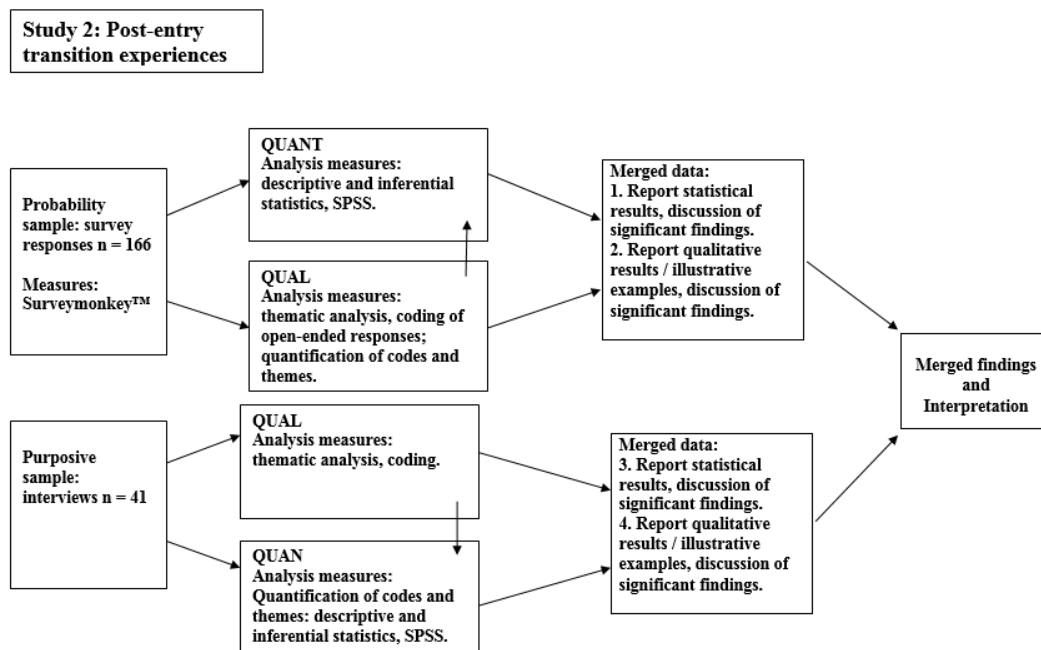 Study 2: Post-entry
transition experiences
Probability
sample: survey
responses n = 166
Measures:
Surveymonkey™
QUANT
Analysis measures:
descriptive and inferential
statistics, SPSS.
QUAL
Analysis measures:
thematic analysis, coding of
open-ended responses;
quantification of codes and
themes.
Merged data:
1. Report statistical
results, discussion of
significant findings.
2. Report qualitative
results / illustrative
examples, discussion of
significant findings.
Purposive
sample:
interviews n = 41
QUAL
Analysis measures:
thematic analysis, coding.
QUAN
Analysis measures:
Quantification of codes and
themes: descriptive and
inferential statistics, SPSS.
Merged data:
3. Report statistical
results, discussion of
significant findings.
4. Report qualitative
results / illustrative
examples, discussion of
significant findings.
Merged findings
and
Interpretation